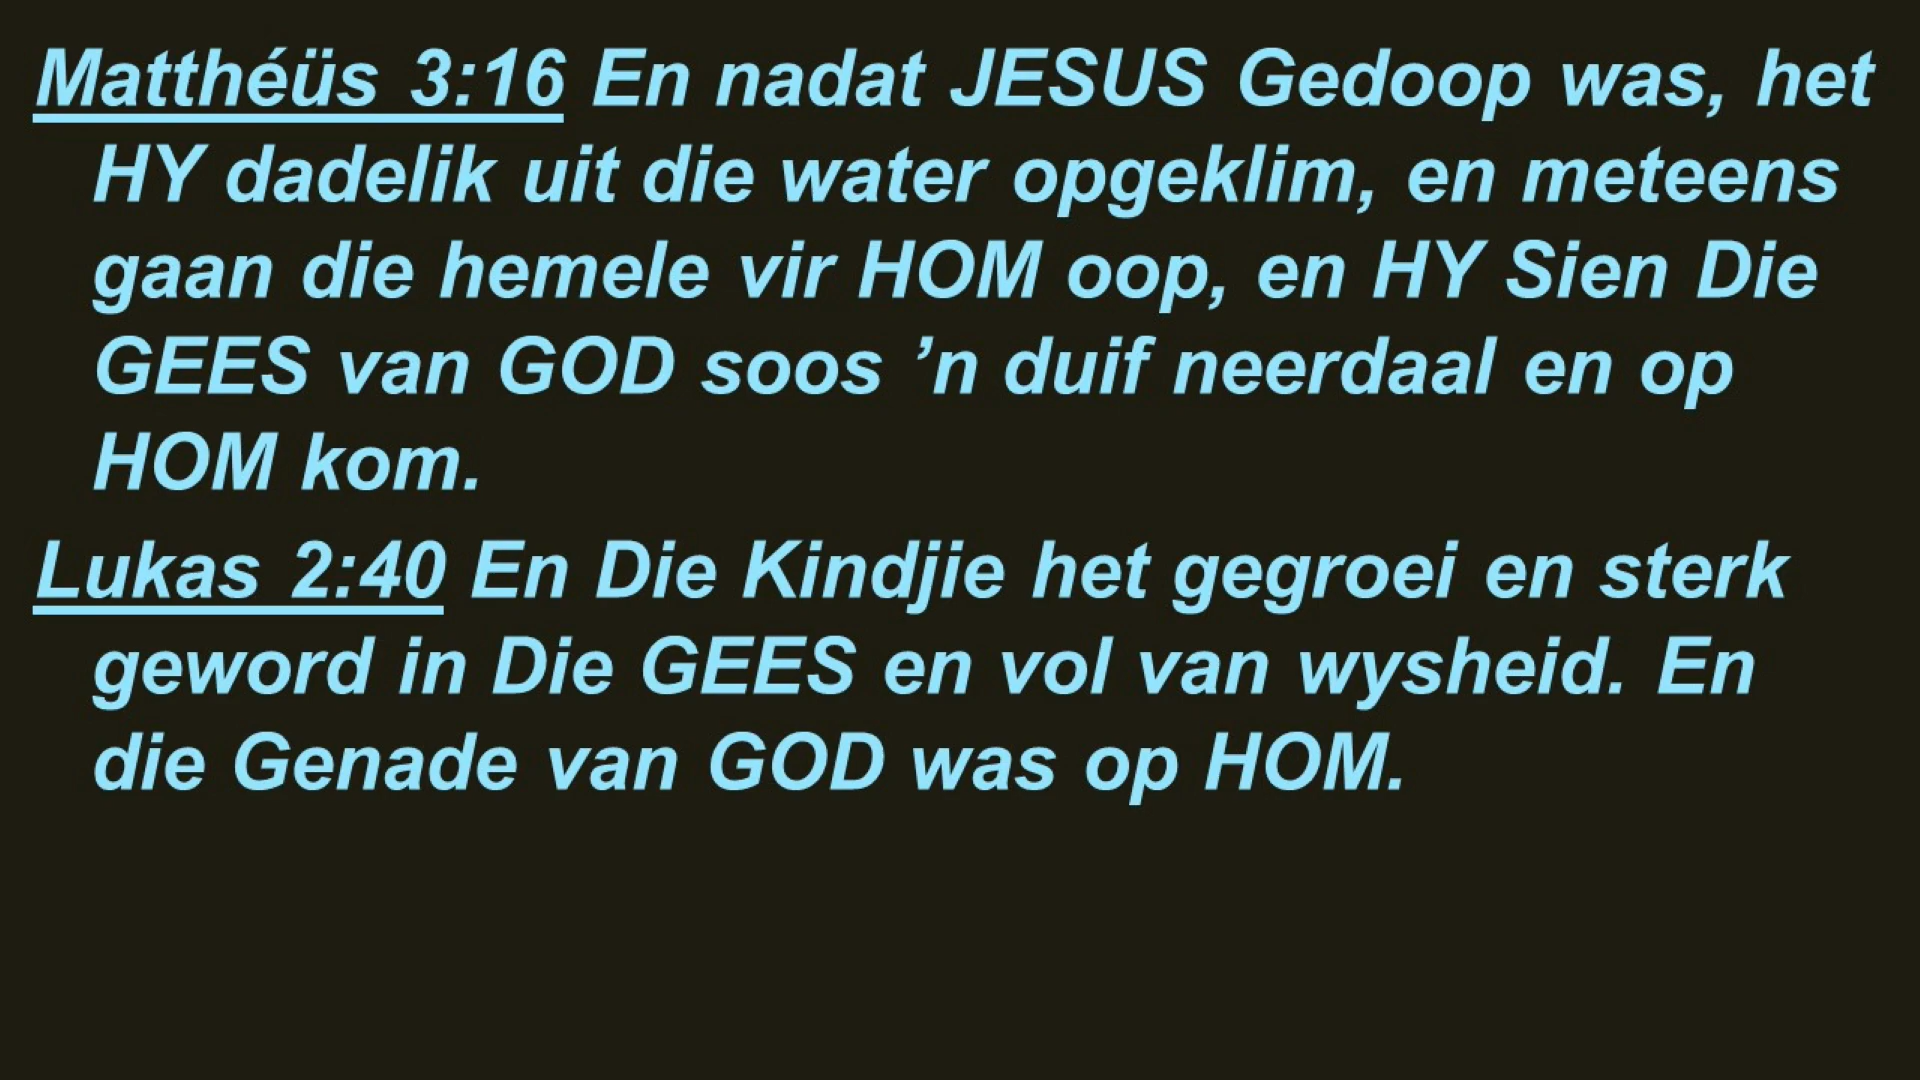 Matthéüs 3:16 En nadat JESUS Gedoop was, het
HY dadelik uit die water opgeklim, en meteens
gaan die hemele vir HOM oop, en HY Sien Die
GEES van GOD soos ’n duif neerdaal en op
HOM kom.
Lukas 2:40 En Die Kindjie het gegroei en sterk
geword in Die GEES en vol van wysheid. En
die Genade van GOD was op HOM.